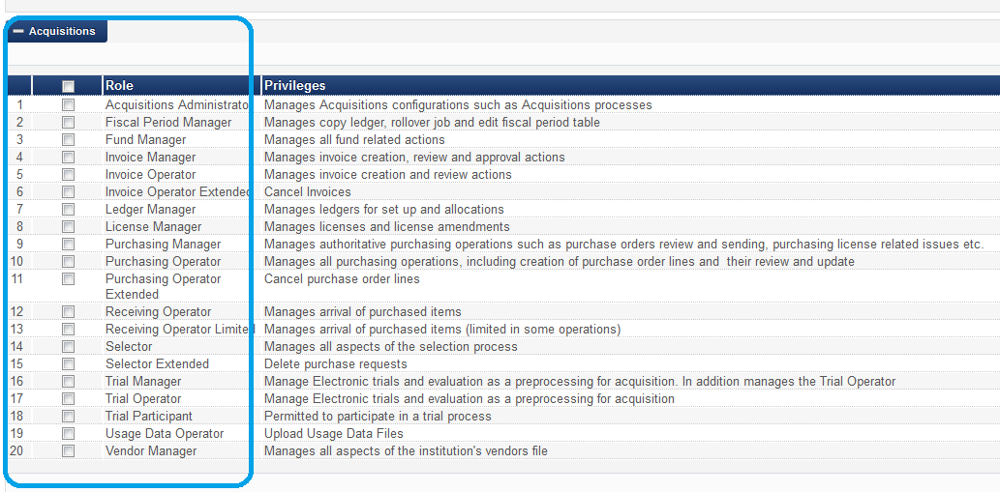 Acquisitions
Role Privileges
1 Acquisitions Administrato Manages Acquisitions configurations such as Acquisitions processes
2 Fiscal Period Manager Manages copy ledger, rollover job and edit fiscal period table
3 Fund Manager Manages all fund related actions
4 Invoice Manager Manages invoice creation, review and approval actions
5 Invoice Operator Manages invoice creation and review actions
6 Invoice Operator Extended Cancel Invoices
7 Ledger Manager Manages ledgers for set up and allocations
8 License Manager Manages licenses and license amendments
9 Purchasing Manager Manages authoritative purchasing operations such as purchase orders review and sending, purchasing license related issues etc.
10 Purchasing Operator Manages all purchasing operations, including creation of purchase order lines and their review and update
11 Purchasing Operator Cancel purchase order lines
Extended
12 Receiving Operator Manages arrival of purchased items
13 Receiving Operator Limited Manages arrival of purchased items (limited in some operations)
14 Selector Manages all aspects of the selection process
15 Selector Extended Delete purchase requests
16 Trial Manager Manage Electronic trials and evaluation as a preprocessing for acquisition. In addition manages the Trial Operator
17 Trial Operator Manage Electronic trials and evaluation as a preprocessing for acquisition
18 Trial Participant Permitted to participate in a trial process
19 Usage Data Operator Upload Usage Data Files
20 Vendor Manager Manages all aspects of the institution's vendors file